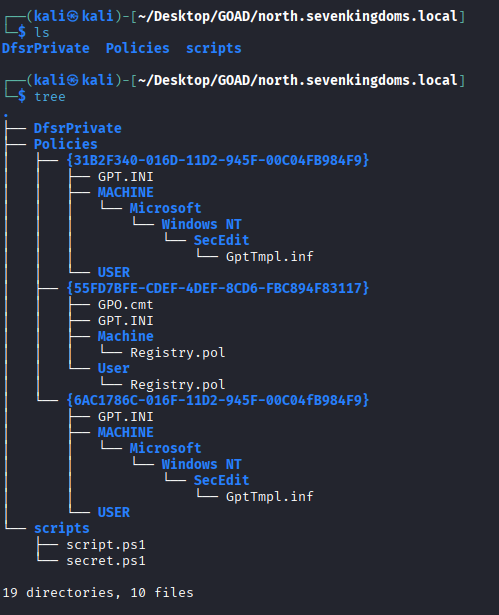 ┌──(kali㉿kali)-[~/Desktop/GOAD/north.sevenkingdoms.local]
└─$ ls
DfsrPrivate  Policies  scripts

┌──(kali㉿kali)-[~/Desktop/GOAD/north.sevenkingdoms.local]
└─$ tree
.
├── DfsrPrivate
├── Policies
│   ├── {31B2F340-016D-11D2-945F-00C04FB984F9}
│   │   ├── GPT.INI
│   │   ├── MACHINE
│   │   │   └── Microsoft
│   │   │       └── Windows NT
│   │   │           └── SecEdit
│   │   │               └── GptTmpl.inf
│   │   └── USER
│   ├── {55FD7BFE-CDEF-4DEF-8CD6-FBC894F83117}
│   │   ├── GPO.cmt
│   │   ├── GPT.INI
│   │   ├── Machine
│   │   │   └── Registry.pol
│   │   └── User
│   │       └── Registry.pol
│   └── {6AC1786C-016F-11D2-945F-00C04fB984F9}
│       ├── GPT.INI
│       ├── MACHINE
│       │   └── Microsoft
│       │       └── Windows NT
│       │           └── SecEdit
│       │               └── GptTmpl.inf
│       └── USER
└── scripts
    ├── script.ps1
    └── secret.ps1

19 directories, 10 files